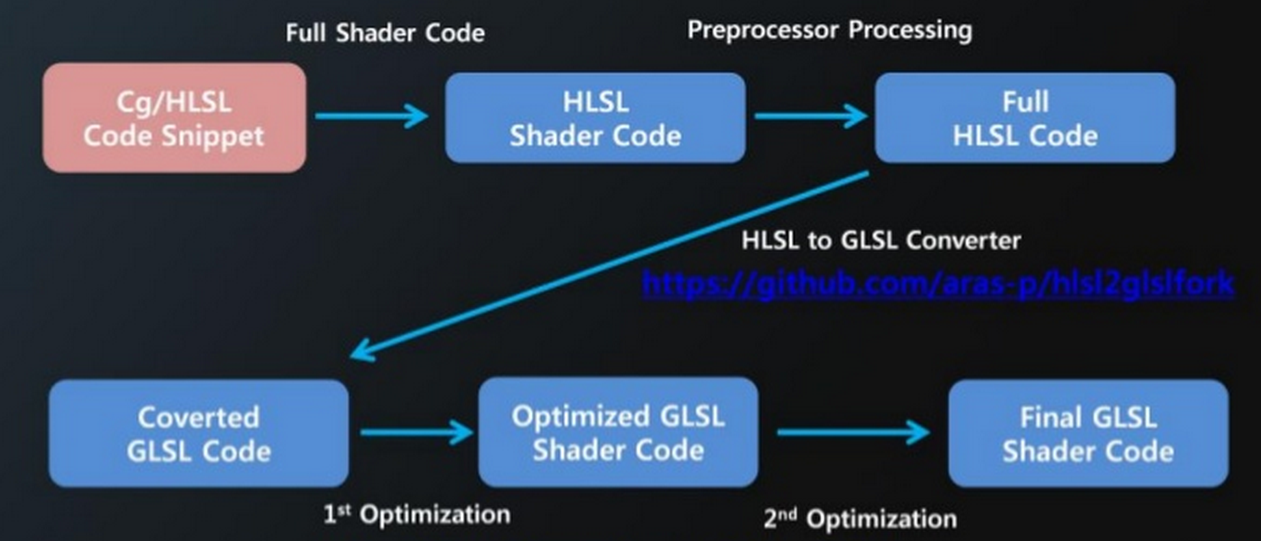 Full Shader Code
Preprocessor Processing
Cg/HLSL
Code Snippet
HLSL
Shader Code
Full
HLSL Code
HLSL to GLSL Converter
https://github.com/aras-p/hlsl2glslfork
Coverted
GLSL Code
Optimized GLSL
Shader Code
Final GLSL
Shader Code
1st Optimization
2nd Optimization